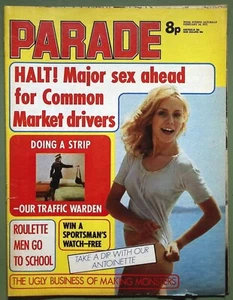 PARADE
8p
HALT! Major sex ahead
for Common
Market drivers
DOING A STRIP
-OUR TRAFFIC WARDEN
ROULETTE
MEN GO
TO SCHOOL
WIN A
SPORTSMAN'S
WATCH-FREE
TAKE A DIP WITH OUR
ANTOINETTE
THE UGLY BUSINESS OF MAKING MONSTERS